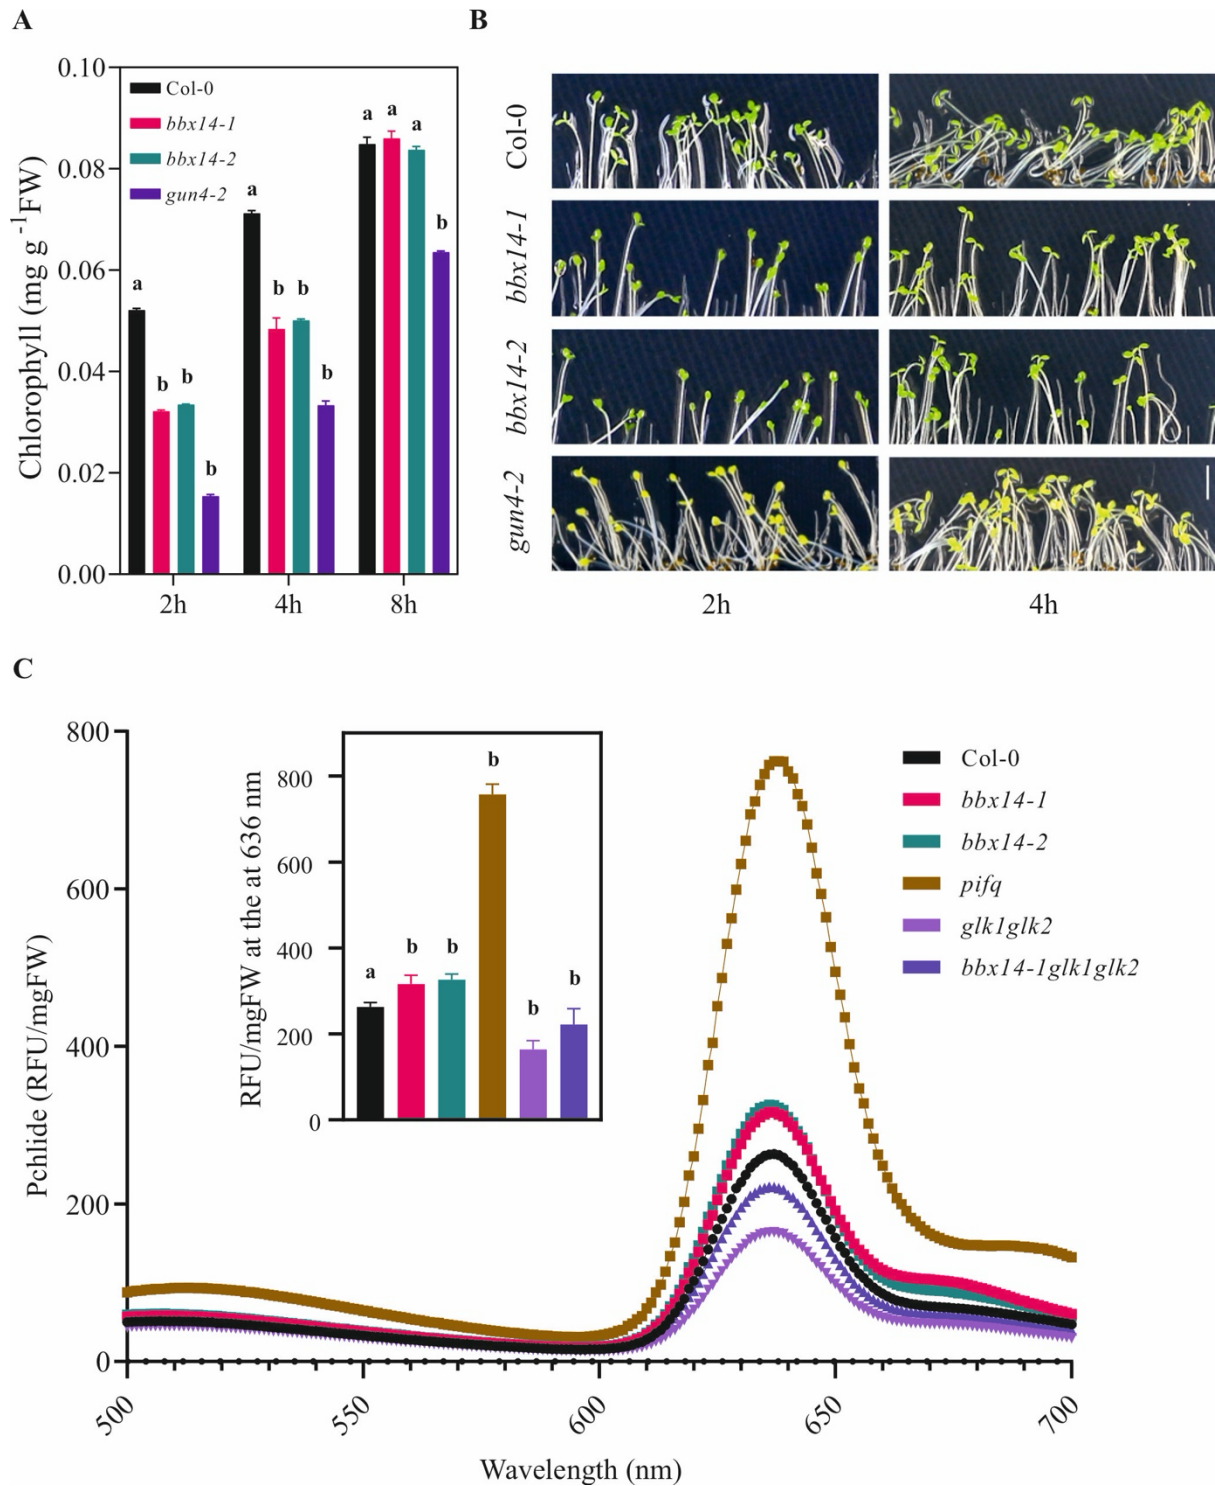 A
B
0.10
0.08
0.06
0.04
0.02
0.00
Chlorophyll (mg g -1FW)
Col-0
bbx14-1
bbx14-2
gun4-2
a
b
b
b
a
b
b
b
a
a
a
b
2h
4h
8h
Col-0
bbx14-1
bbx14-2
gun4-2
2h
4h
C
800
600
400
200
0
Pchlide (RFU/mgFW)
800
600
400
200
0
RFU/mgFW at the at 636 nm
a
b
b
b
b
b
Col-0
bbx14-1
bbx14-2
pifq
glk1glk2
bbx14-1glk1glk2
500
550
600
650
700
Wavelength (nm)